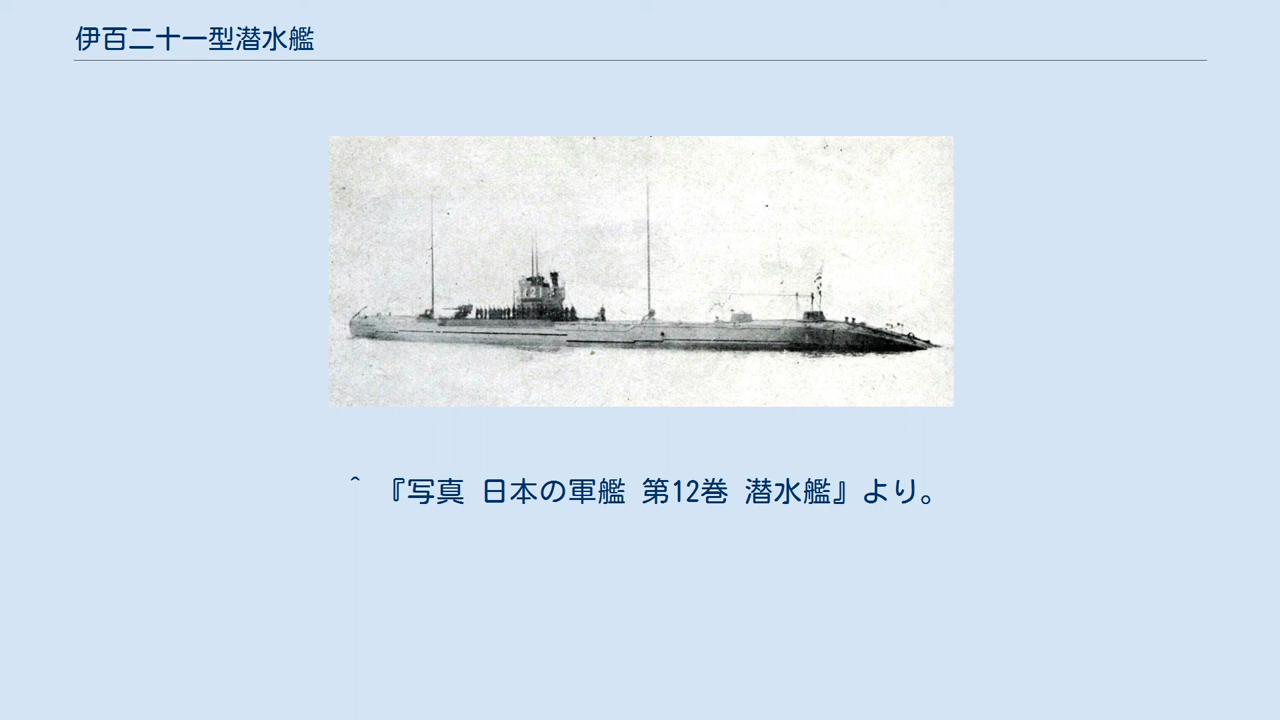 伊百二十一型潜水艦
^ 『写真 日本の軍艦 第12巻 潜水艦』より。